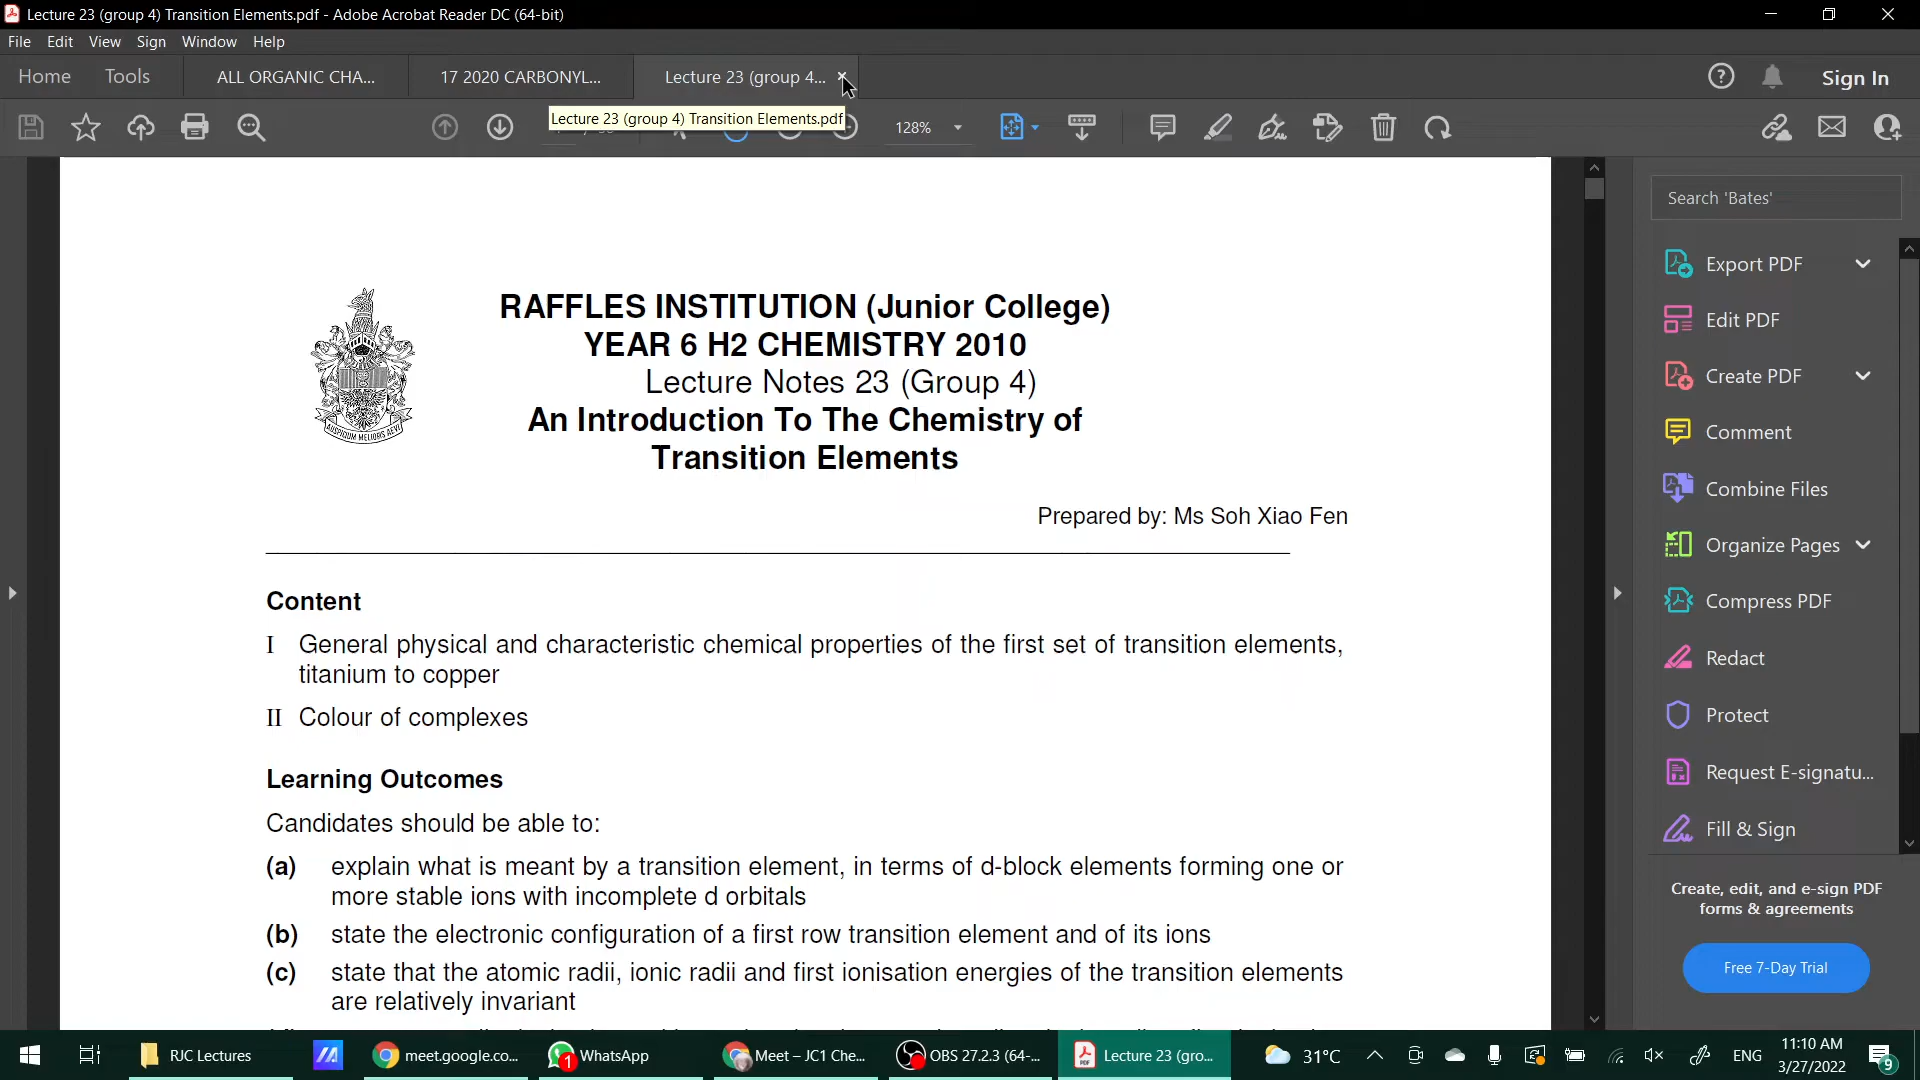 Lecture 23 (group 4) Transition Elements.pdf - Adobe Acrobat Reader DC (64-bit)
File Edit View Sign Window Help
Home Tools ALL ORGANIC CHA... 17 2020 CARBONYL... Lecture 23 (group 4... Sign In
Lecture 23 (group 4) Transition Elements.pdf
128%
Search 'Bates'
Export PDF
Edit PDF
Create PDF
Comment
Combine Files
Organize Pages
Compress PDF
Redact
Protect
Request E-signatu...
Fill & Sign
Create, edit, and e-sign PDF
forms & agreements
Free 7-Day Trial
AUSPICIUM MELIORIS AEVI
RAFFLES INSTITUTION (Junior College)
YEAR 6 H2 CHEMISTRY 2010
Lecture Notes 23 (Group 4)
An Introduction To The Chemistry of
Transition Elements
Prepared by: Ms Soh Xiao Fen
Content
I General physical and characteristic chemical properties of the first set of transition elements,
titanium to copper
II Colour of complexes
Learning Outcomes
Candidates should be able to:
(a) explain what is meant by a transition element, in terms of d-block elements forming one or
more stable ions with incomplete d orbitals
(b) state the electronic configuration of a first row transition element and of its ions
(c) state that the atomic radii, ionic radii and first ionisation energies of the transition elements
are relatively invariant
RJC Lectures meet.google.co... 1 WhatsApp Meet – JC1 Che... OBS 27.2.3 (64-... Lecture 23 (gro... 31°C ENG 11:10 AM
3/27/2022 9